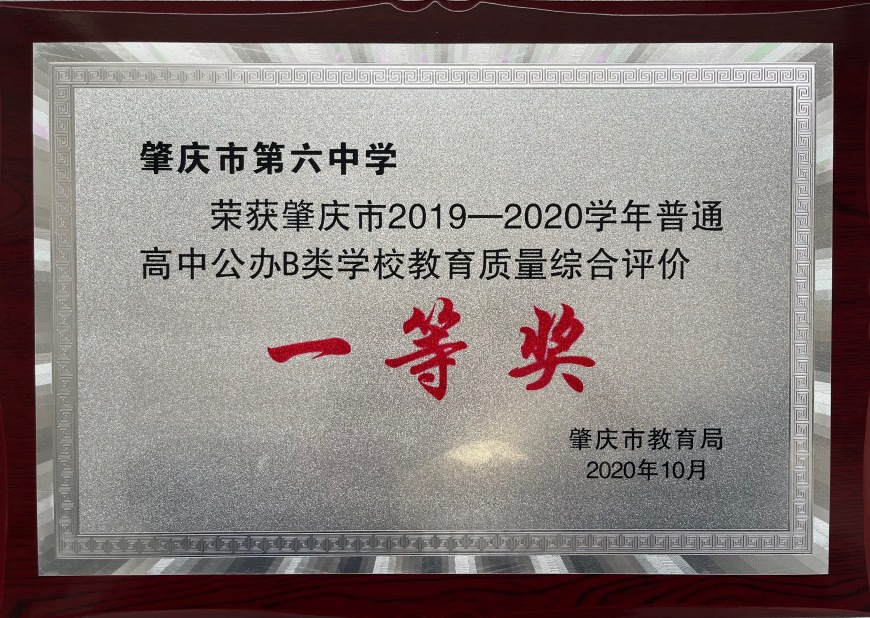 肇庆市第六中学
荣获肇庆市2019—2020学年普通
高中公办B类学校教育质量综合评价
一等奖
肇庆市教育局
2020年10月